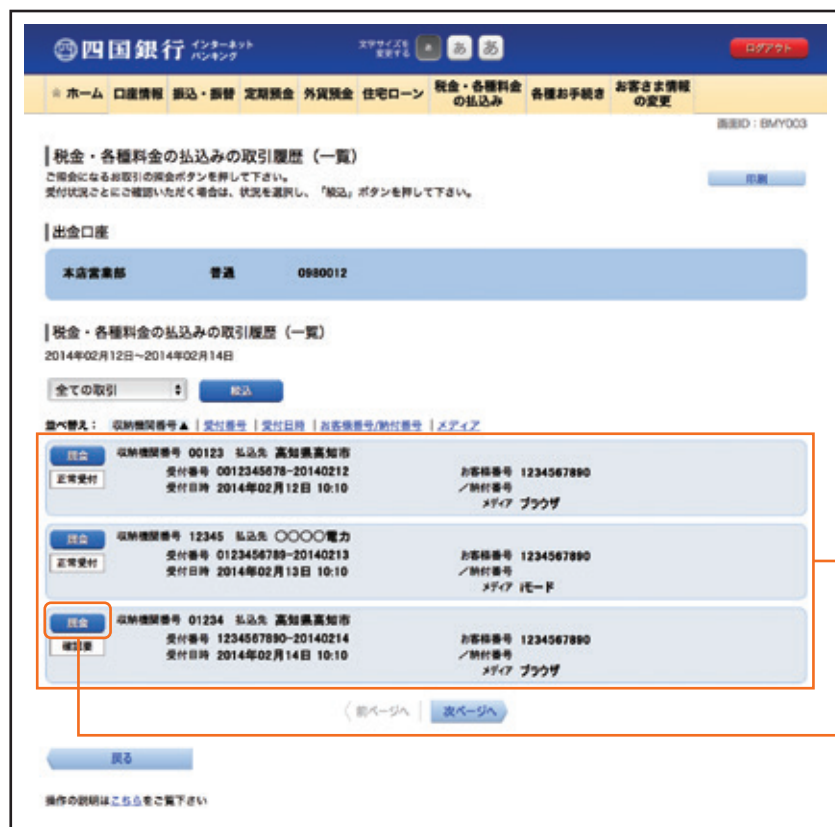 四国銀行 インターネットバンキング 文字サイズを変更する あ あ ログアウト
ホーム 口座情報 振込・振替 定期預金 外貨預金 住宅ローン 税金・各種料金の払込み 各種お手続き お客さま情報の変更
画面ID：BMY003
税金・各種料金の払込みの取引履歴（一覧）
ご照会になるお取引の照会ボタンを押して下さい。
印刷
受付状況ごとにご確認いただく場合は、状況を選択し、「絞込」ボタンを押して下さい。
出金口座
本店営業部 普通 0980012
税金・各種料金の払込みの取引履歴（一覧）
2014年02月12日～2014年02月14日
全ての取引 絞込
並べ替え： 収納機関番号▲ ｜受付番号 ｜受付日時 ｜お客様番号/納付番号 ｜メディア
照会 収納機関番号 00123 払込先 高知県高知市
正常受付 受付番号 0012345678-20140212 お客様番号 1234567890
受付日時 2014年02月12日 10:10 ／納付番号
メディア ブラウザ
照会 収納機関番号 12345 払込先 〇〇〇〇電力
正常受付 受付番号 0123456789-20140213 お客様番号 1234567890
受付日時 2014年02月13日 10:10 ／納付番号
メディア iモード
照会 収納機関番号 01234 払込先 高知県高知市
確認要 受付番号 1234567890-20140214 お客様番号 1234567890
受付日時 2014年02月14日 10:10 ／納付番号
メディア ブラウザ
前ページへ ｜ 次ページへ
戻る
操作の説明はこちらをご覧下さい